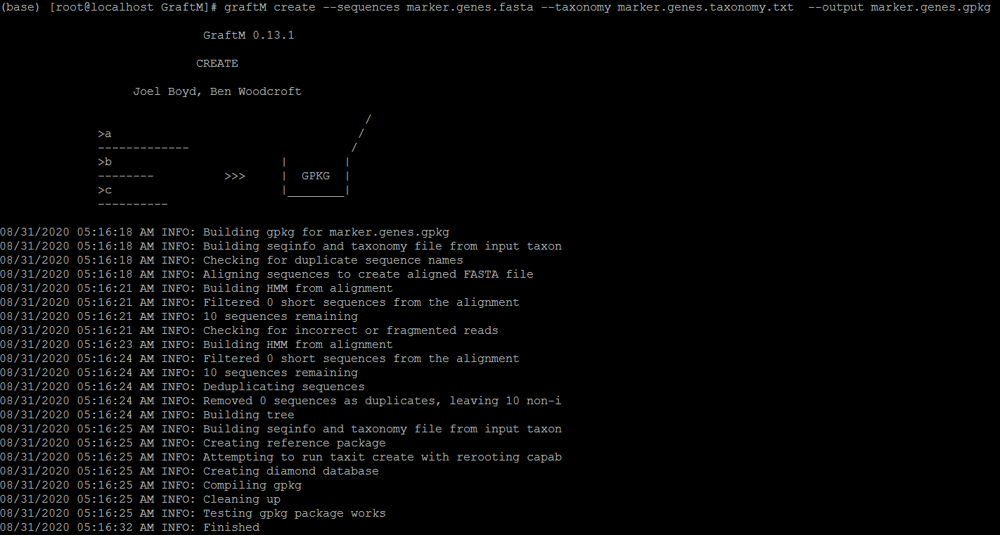 (base) [root@localhost GraftM]# graftM create --sequences marker.genes.fasta --taxonomy marker.genes.taxonomy.txt  --output marker.genes.gpkg
                             GraftM 0.13.1
                            CREATE
                   Joel Boyd, Ben Woodcroft
                                                    /
              >a                                   /
              -------------                       /
              >b                        |        |
              --------          >>>     |  GPKG  |
              >c                        |________|
              ----------
08/31/2020 05:16:18 AM INFO: Building gpkg for marker.genes.gpkg
08/31/2020 05:16:18 AM INFO: Building seqinfo and taxonomy file from input taxon
08/31/2020 05:16:18 AM INFO: Checking for duplicate sequence names
08/31/2020 05:16:18 AM INFO: Aligning sequences to create aligned FASTA file
08/31/2020 05:16:21 AM INFO: Building HMM from alignment
08/31/2020 05:16:21 AM INFO: Filtered 0 short sequences from the alignment
08/31/2020 05:16:21 AM INFO: 10 sequences remaining
08/31/2020 05:16:21 AM INFO: Checking for incorrect or fragmented reads
08/31/2020 05:16:23 AM INFO: Building HMM from alignment
08/31/2020 05:16:24 AM INFO: Filtered 0 short sequences from the alignment
08/31/2020 05:16:24 AM INFO: 10 sequences remaining
08/31/2020 05:16:24 AM INFO: Deduplicating sequences
08/31/2020 05:16:24 AM INFO: Removed 0 sequences as duplicates, leaving 10 non-i
08/31/2020 05:16:24 AM INFO: Building tree
08/31/2020 05:16:25 AM INFO: Building seqinfo and taxonomy file from input taxon
08/31/2020 05:16:25 AM INFO: Creating reference package
08/31/2020 05:16:25 AM INFO: Attempting to run taxit create with rerooting capab
08/31/2020 05:16:25 AM INFO: Creating diamond database
08/31/2020 05:16:25 AM INFO: Compiling gpkg
08/31/2020 05:16:25 AM INFO: Cleaning up
08/31/2020 05:16:25 AM INFO: Testing gpkg package works
08/31/2020 05:16:32 AM INFO: Finished